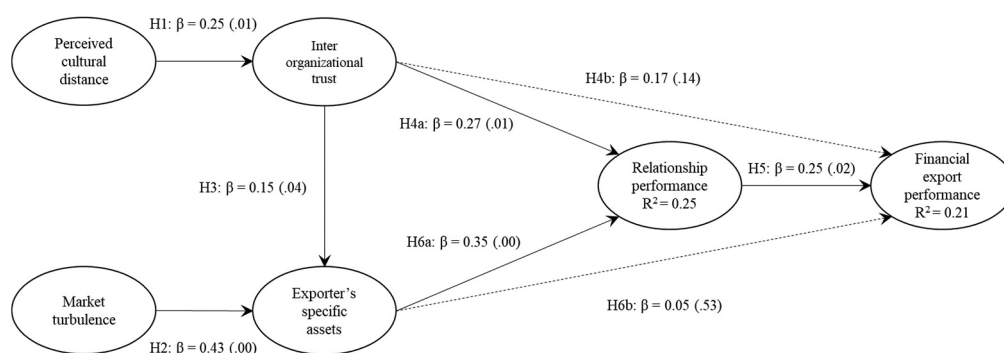 H1: β = 0.25 (.01)
Perceived
cultural
distance
Inter
organizational
trust
H4b: β = 0.17 (.14)
H4a: β = 0.27 (.01)
H3: β = 0.15 (.04)
Relationship
performance
R² = 0.25
H5: β = 0.25 (.02)
Financial
export
performance
R² = 0.21
H6a: β = 0.35 (.00)
Market
turbulence
Exporter’s
specific
assets
H6b: β = 0.05 (.53)
H2: β = 0.43 (.00)